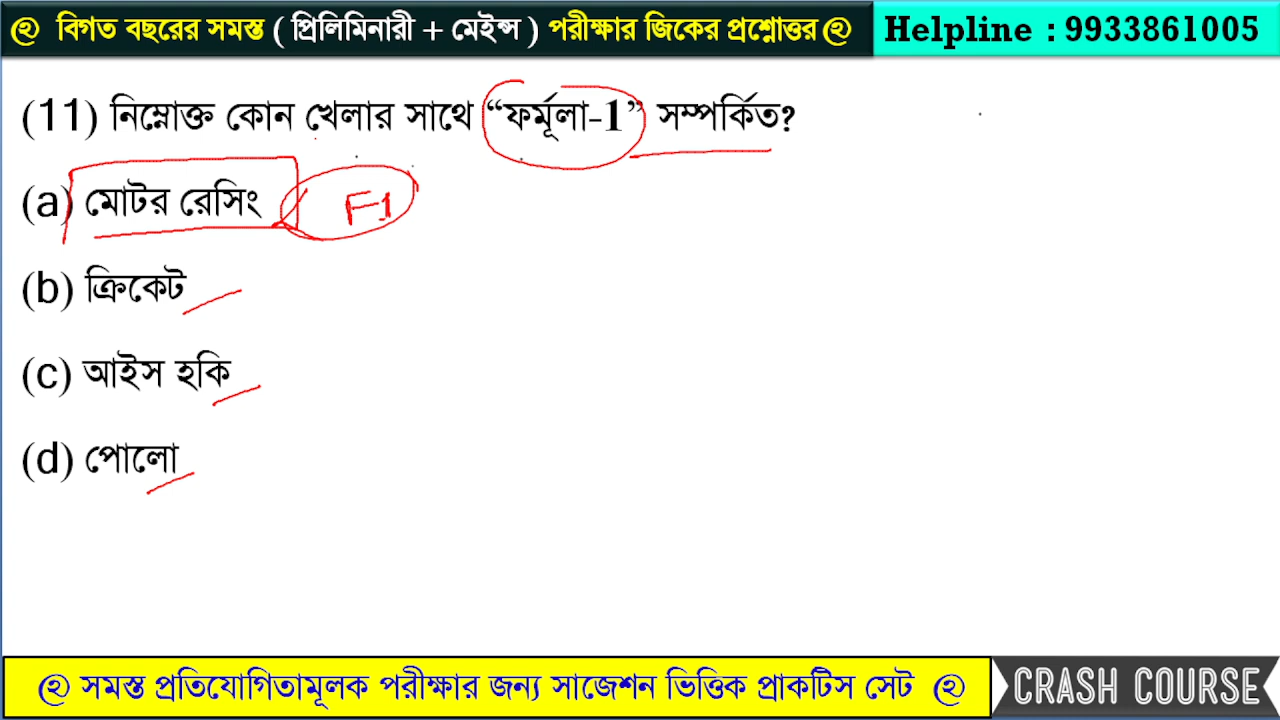 বিগত বছরের সমস্ত ( প্রিলিমিনারী + মেইন্স ) পরীক্ষার জিকের প্রশ্নোত্তর
Helpline : 9933861005
(11) নিম্নোক্ত কোন খেলার সাথে “ফর্মূলা-1” সম্পর্কিত?
(a) মোটর রেসিং F1
(b) ক্রিকেট
(c) আইস হকি
(d) পোলো
সমস্ত প্রতিযোগিতামূলক পরীক্ষার জন্য সাজেশন ভিত্তিক প্রাকটিস সেট
CRASH COURSE